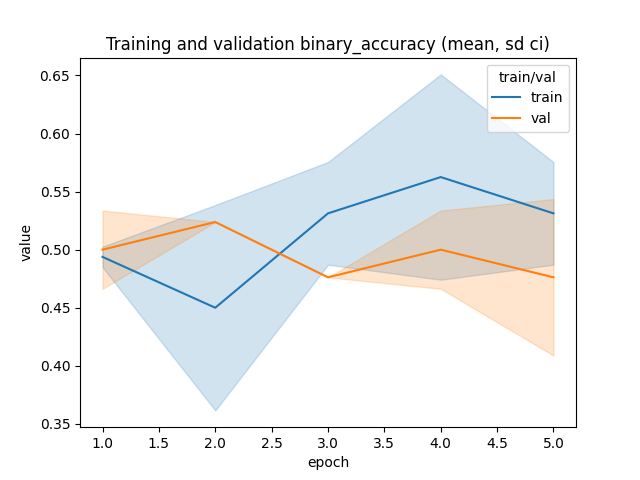 Training and validation binary_accuracy (mean, sd ci)
train/val
train
val
value
0.65
0.60
0.55
0.50
0.45
0.40
0.35
1.0 1.5 2.0 2.5 3.0 3.5 4.0 4.5 5.0
epoch